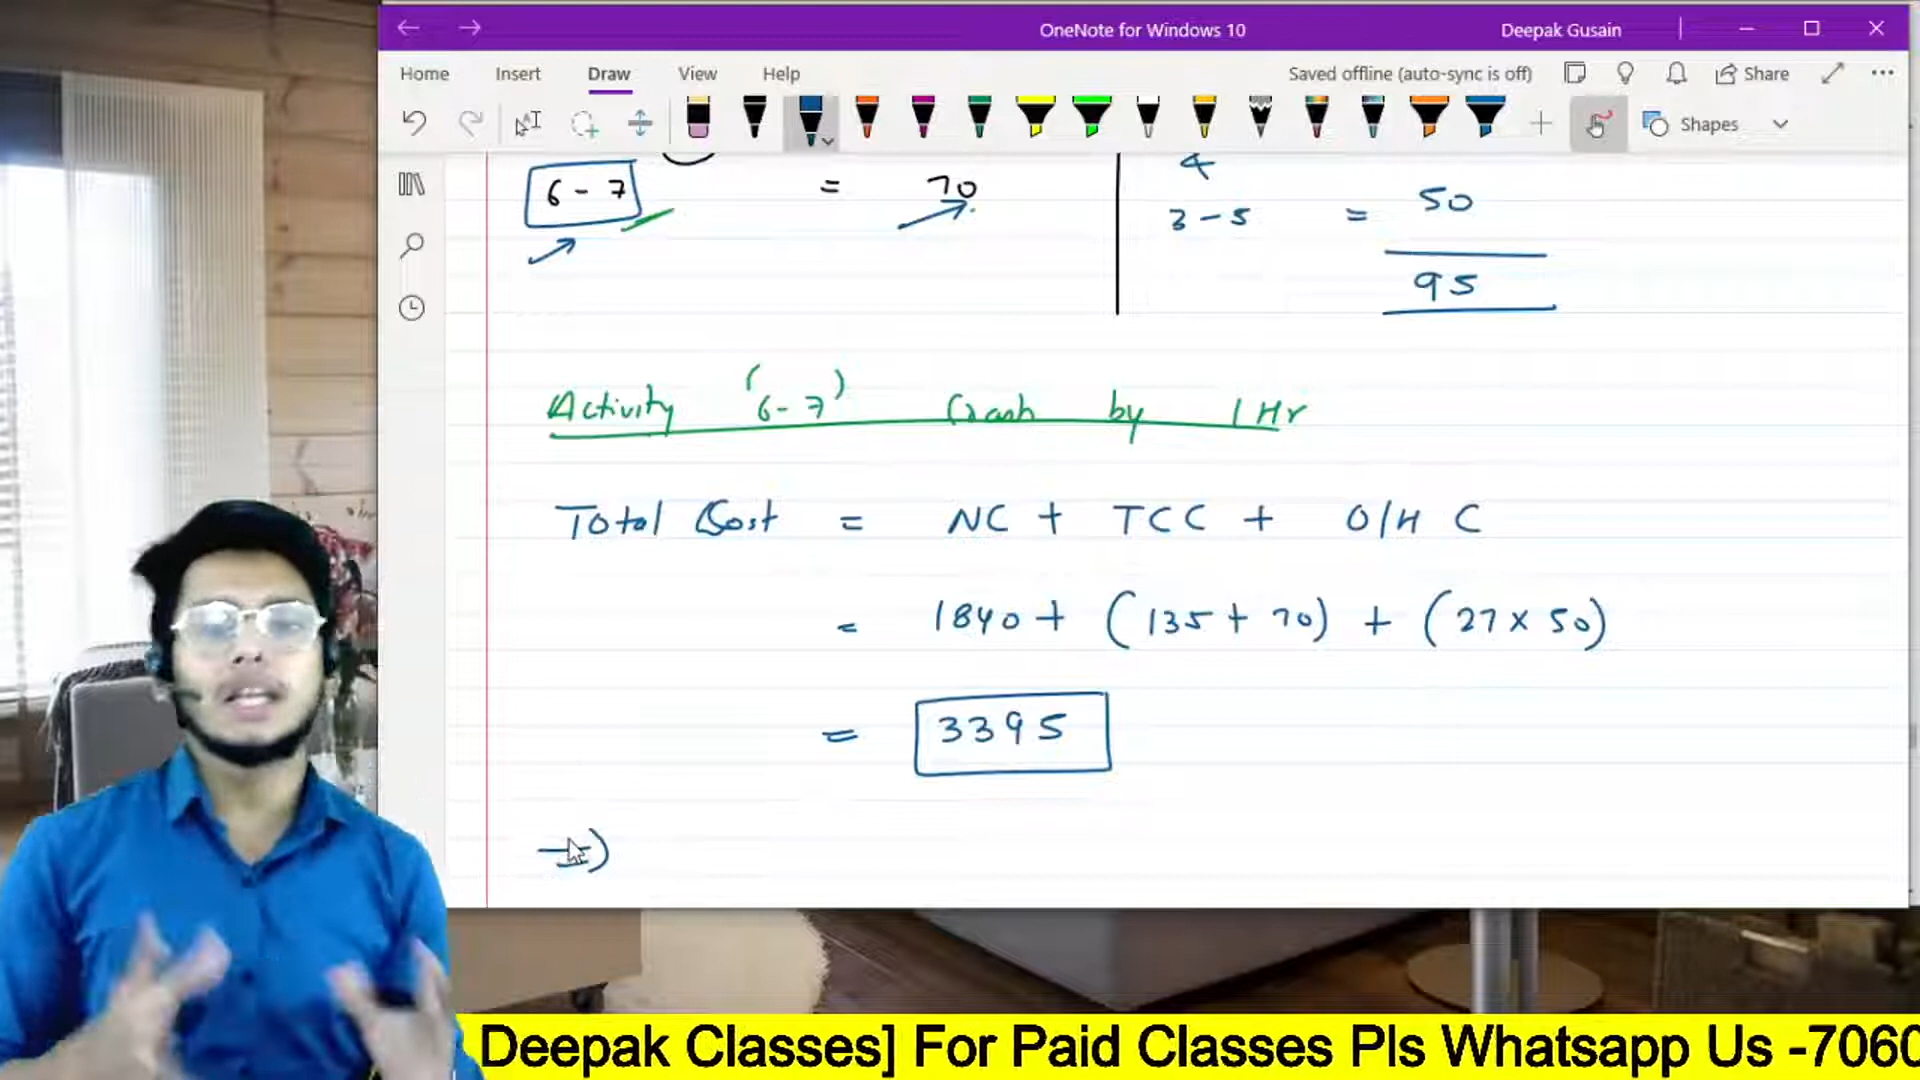 OneNote for Windows 10
Deepak Gusain
Home Insert Draw View Help
Saved offline (auto-sync is off)
Share
Shapes
6 - 7 = 70
4
3 - 5 = 50
95
Activity (6-7) Crash by 1 Hr
Total Cost = NC + TCC + O/H C
= 1840 + (135 + 70) + (27 × 50)
= 3395
Deepak Classes] For Paid Classes Pls Whatsapp Us -7060